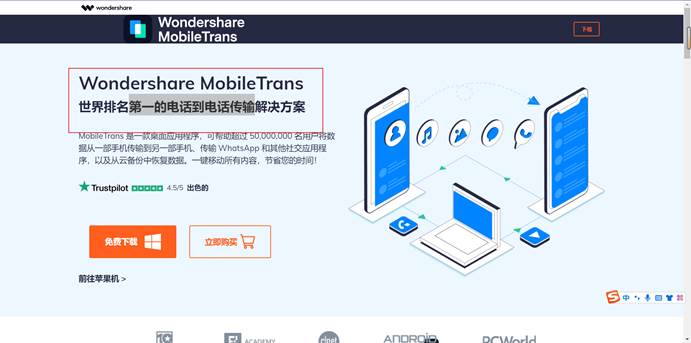 wondershare
Wondershare
MobileTrans
下载
Wondershare MobileTrans
世界排名第一的电话到电话传输解决方案
MobileTrans 是一款桌面应用程序，可帮助超过 50,000,000 名用户将数
据从一部手机传输到另一部手机、传输 WhatsApp 和其他社交应用程
序，以及从云备份中恢复数据。一键移动所有内容，节省您的时间！
Trustpilot 4.5/5 出色的
免费下载
立即购买
前往苹果机 >
中
ACADEMY
cinet
ANDROID
PCWorld